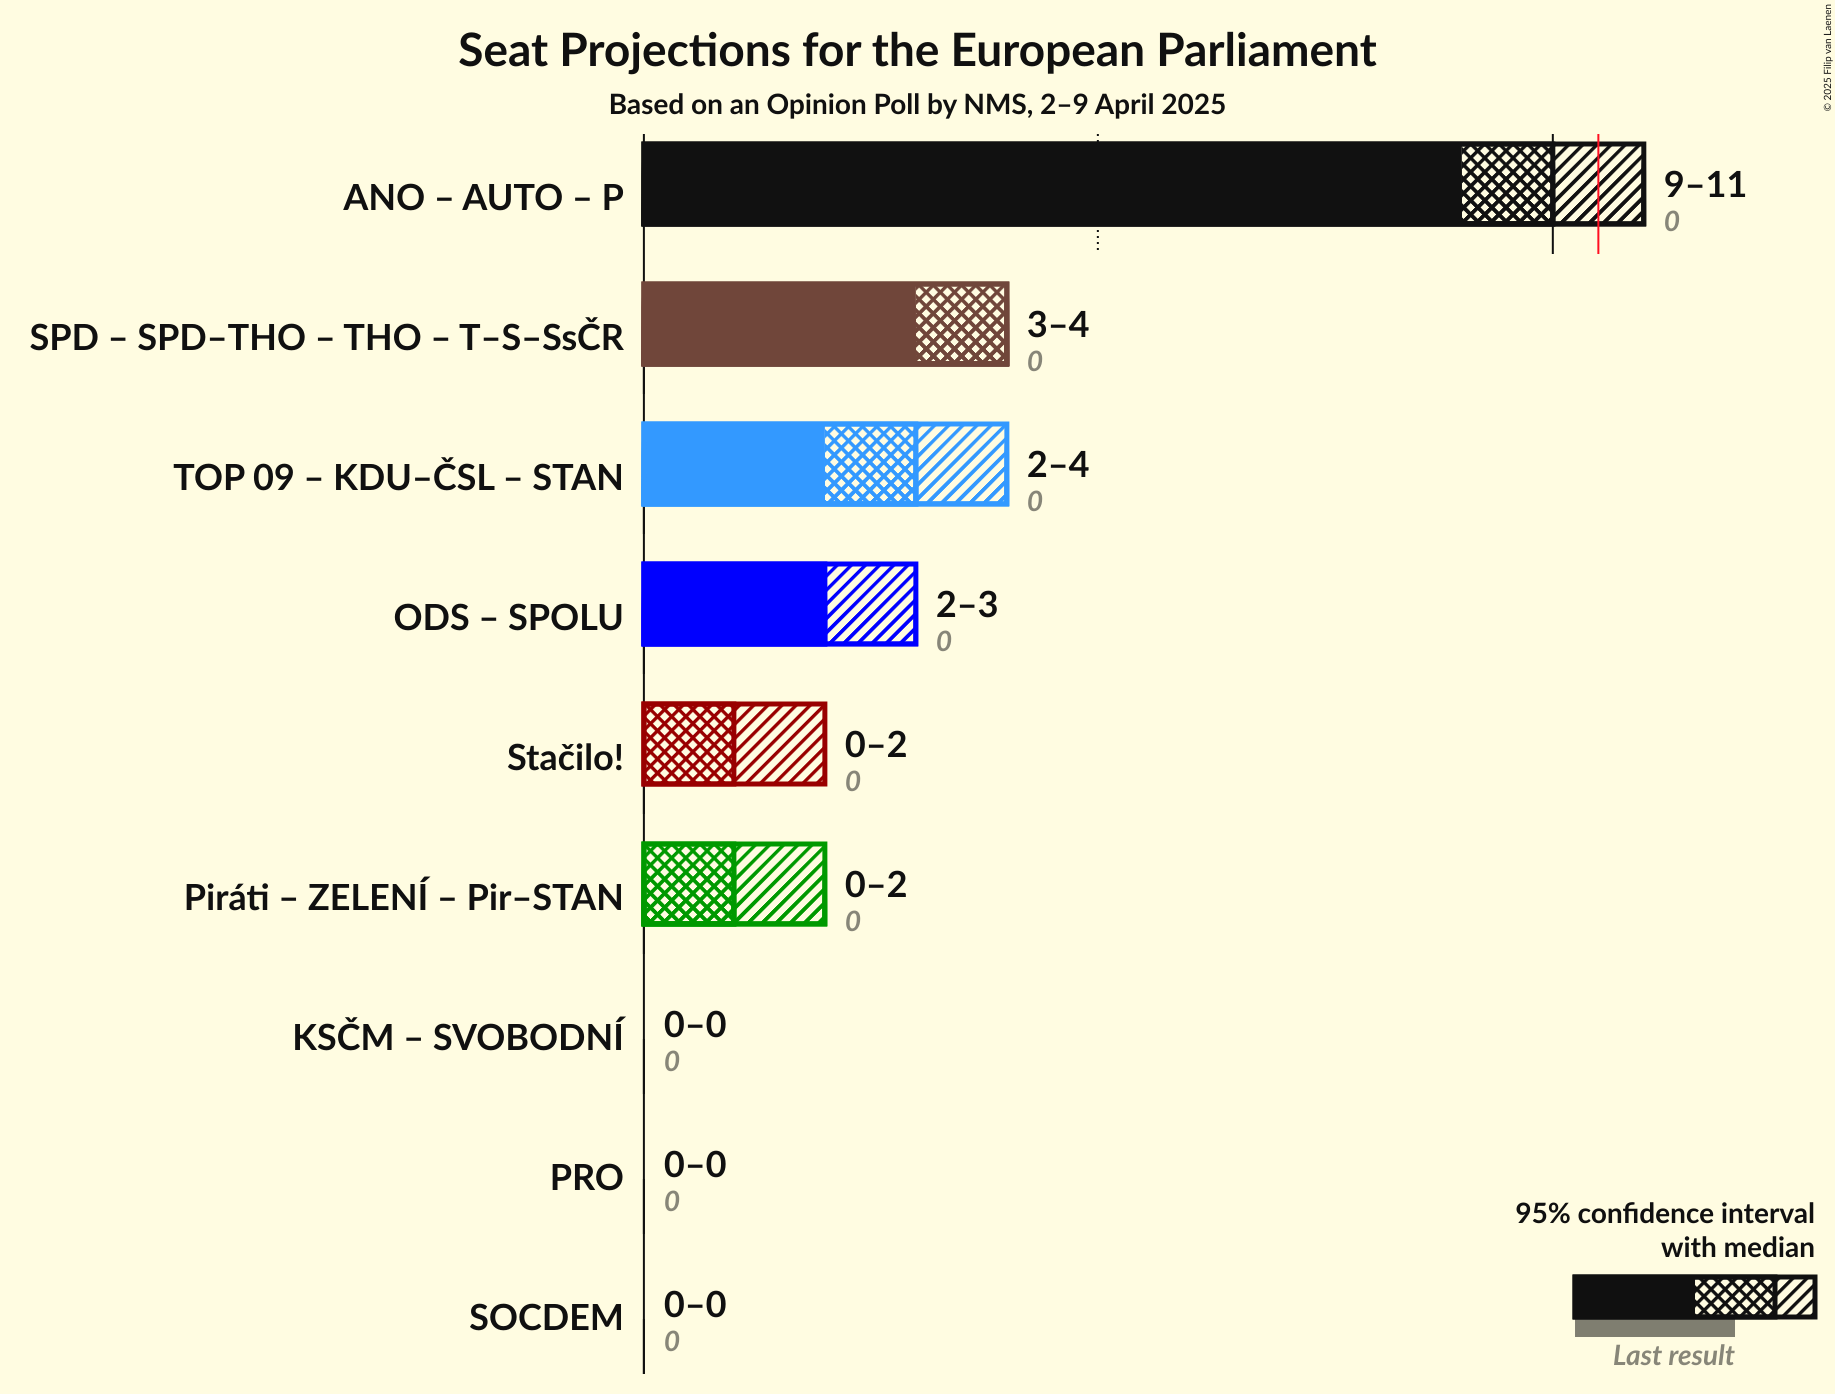 Seat Projections for the European Parliament
Based on an Opinion Poll by NMS, 2–9 April 2025
© 2025 Filip van Laenen
ANO – AUTO – P
9–11
0
SPD – SPD–THO – THO – T–S–SsČR
3–4
0
TOP 09 – KDU–ČSL – STAN
2–4
0
ODS – SPOLU
2–3
0
Stačilo!
0–2
0
Piráti – ZELENÍ – Pir–STAN
0–2
0
KSČM – SVOBODNÍ
0–0
0
PRO
0–0
0
SOCDEM
0–0
0
95% confidence interval
with median
Last result